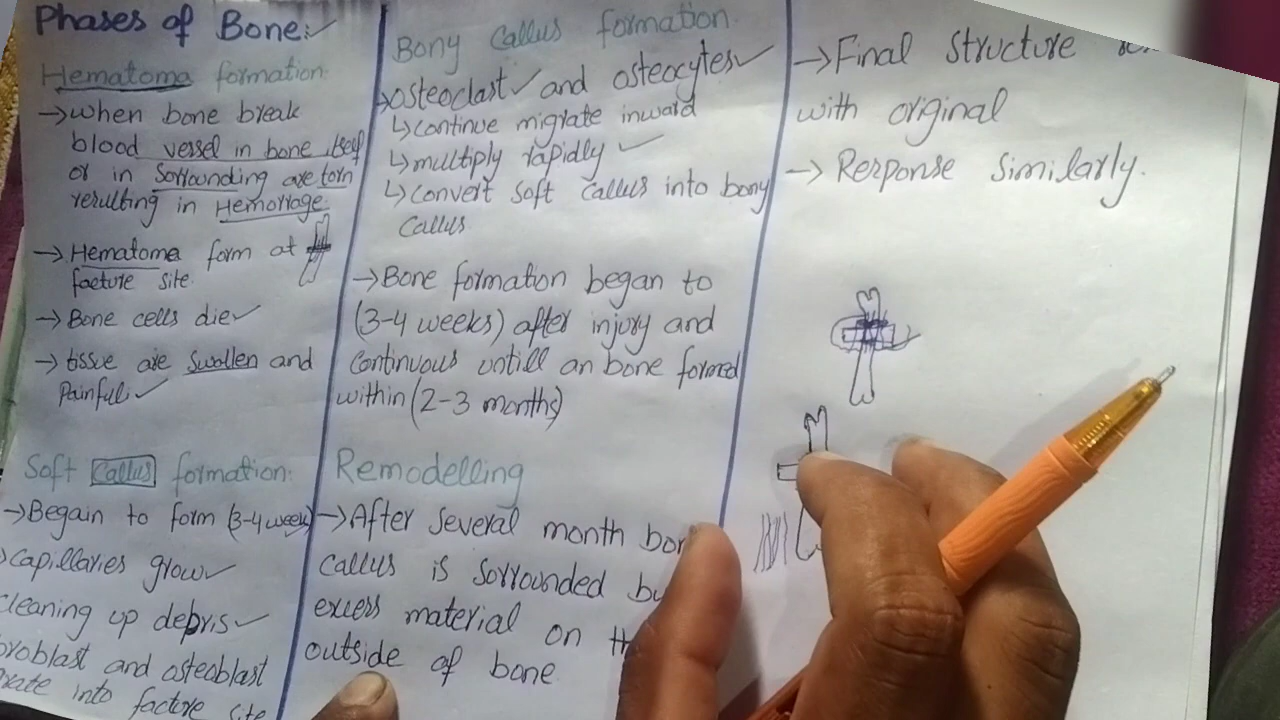 Phases of Bone:
Hematoma formation:
→when bone break
blood vessel in bone itself
or in Sorrounding are torn
resulting in Hemorrage.
→Hematoma form at
facture site.
→Bone cells die
→tissue are swollen and
Painful.
Soft Callus formation:
→Begain to form (3-4 week)
capillaries grow
cleaning up debris
and osteoblast
into factore site
Bony Callus formation.
→osteoclast and osteocytes
↳continue migrate inward
↳multiply rapidly
↳convert soft callus into bony
Callus
→Bone formation began to
(3-4 weeks) after injury and
Continuous untill an bone formed
within (2-3 months)
Remodelling
→After several month
callus is sorrounded
excess material on
outside of bone
→Final structure
with original
→Response similarly.